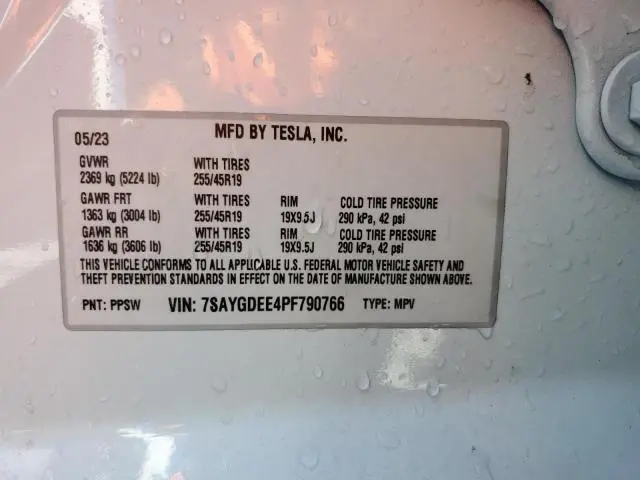 05/23 MFD BY TESLA, INC.
GVWR WITH TIRES
2369 kg (5224 lb) 255/45R19
GAWR FRT WITH TIRES RIM COLD TIRE PRESSURE
1363 kg (3004 lb) 255/45R19 19X9.5J 290 kPa, 42 psi
GAWR RR WITH TIRES RIM COLD TIRE PRESSURE
1636 kg (3606 lb) 255/45R19 19X9.5J 290 kPa, 42 psi
THIS VEHICLE CONFORMS TO ALL APPLICABLE U.S. FEDERAL MOTOR VEHICLE SAFETY AND
THEFT PREVENTION STANDARDS IN EFFECT ON THE DATE OF MANUFACTURE SHOWN ABOVE.
PNT: PPSW VIN: 7SAYGDEE4PF790766 TYPE: MPV